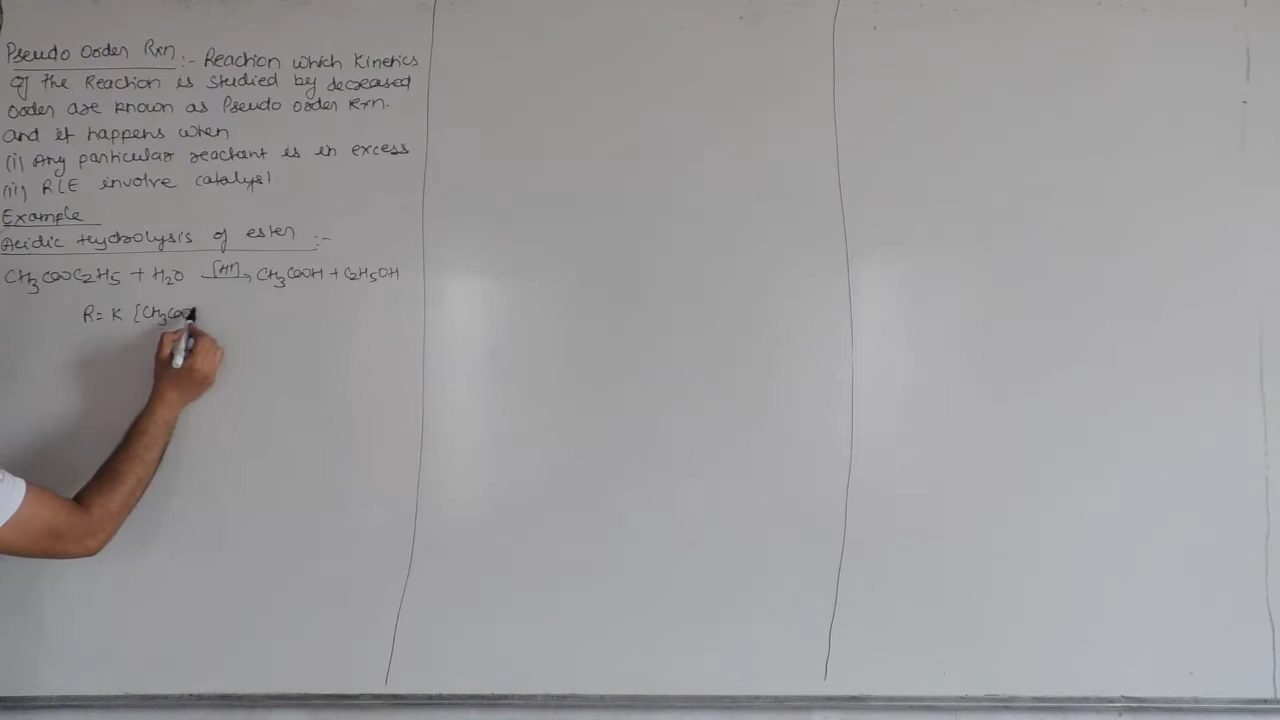 Pseudo Order Rxn :- Reaction which Kinetics
of the Reaction is studied by decreased
order are known as Pseudo order Rxn.
and it happens when
(i) Any particular reactant is in excess
(ii) RLE involve catalyst
Example
Acidic Hydrolysis of ester :-
CH3COOC2H5 + H2O [H+]→ CH3COOH + C2H5OH
R = K [CH3COO